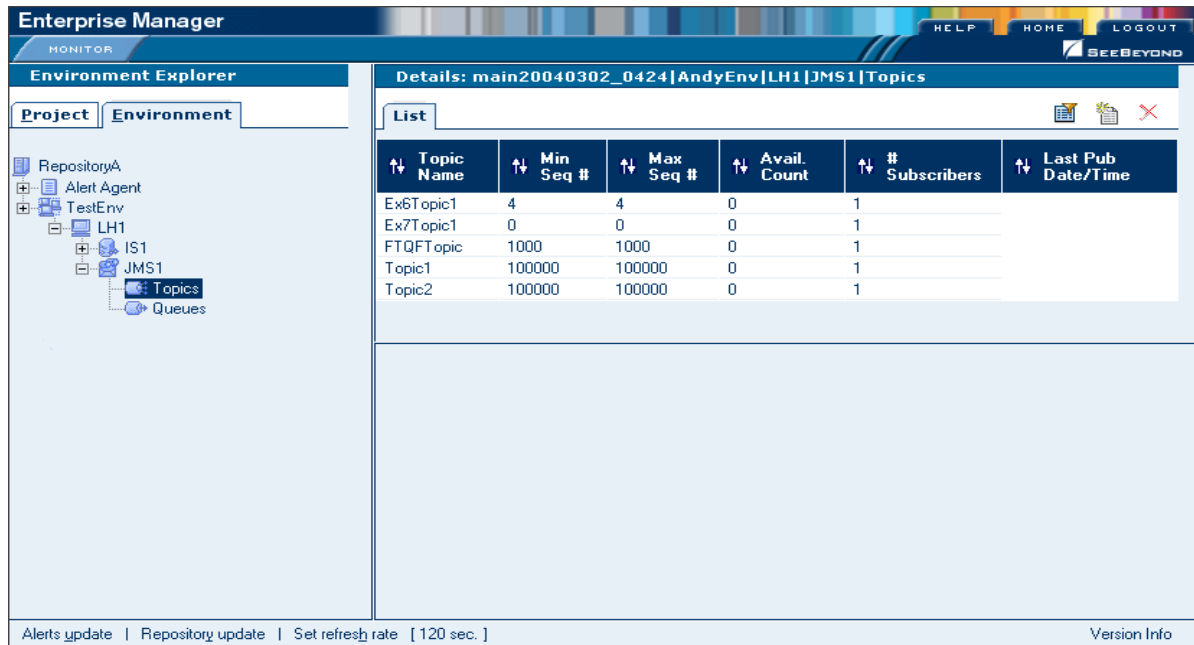 Enterprise Manager
HELP
HOME
LOGOUT
MONITOR
SEEBEYOND
Environment Explorer
Details: main20040302_0424|AndyEnv|LH1|JMS1|Topics
Project
Environment
List
RepositoryA
Alert Agent
TestEnv
LH1
IS1
JMS1
Topics
Queues
Topic Name Min Seq # Max Seq # Avail. Count # Subscribers Last Pub Date/Time
Ex6Topic1 4 4 0 1
Ex7Topic1 0 0 0 1
FTQFTopic 1000 1000 0 1
Topic1 100000 100000 0 1
Topic2 100000 100000 0 1
Alerts update | Repository update | Set refresh rate [ 120 sec. ]
Version Info